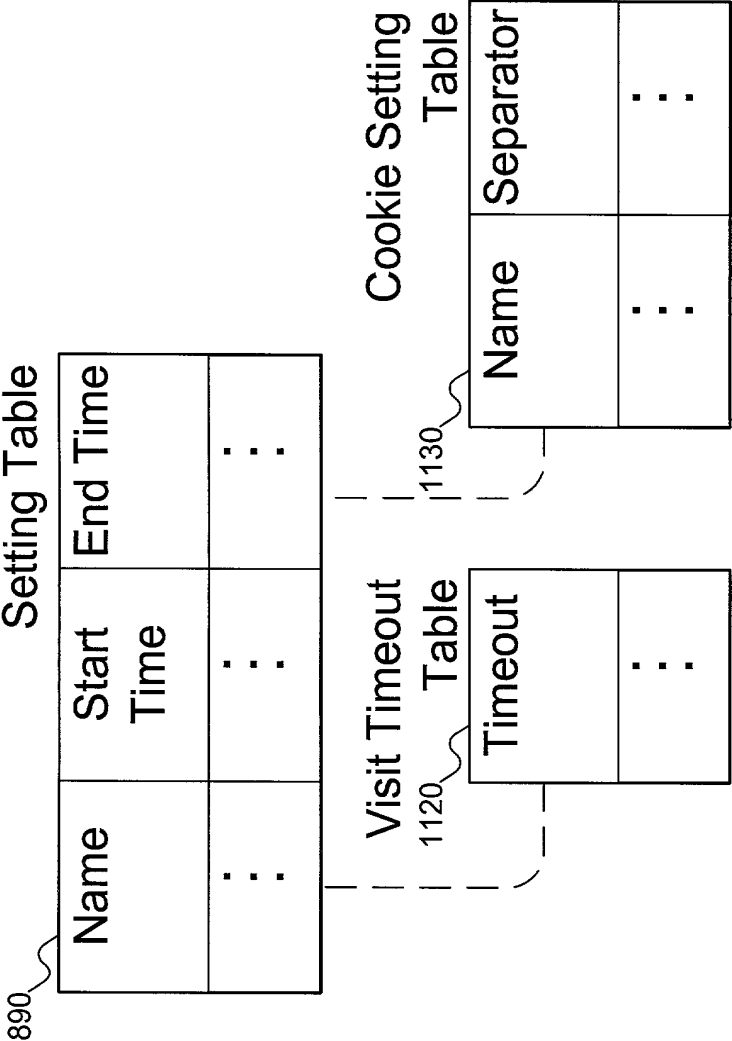 Setting Table
890
Name
Start
Time
End Time
...
...
...
Visit Timeout
Table
1120
Timeout
...
Cookie Setting
Table
1130
Name
Separator
...
...